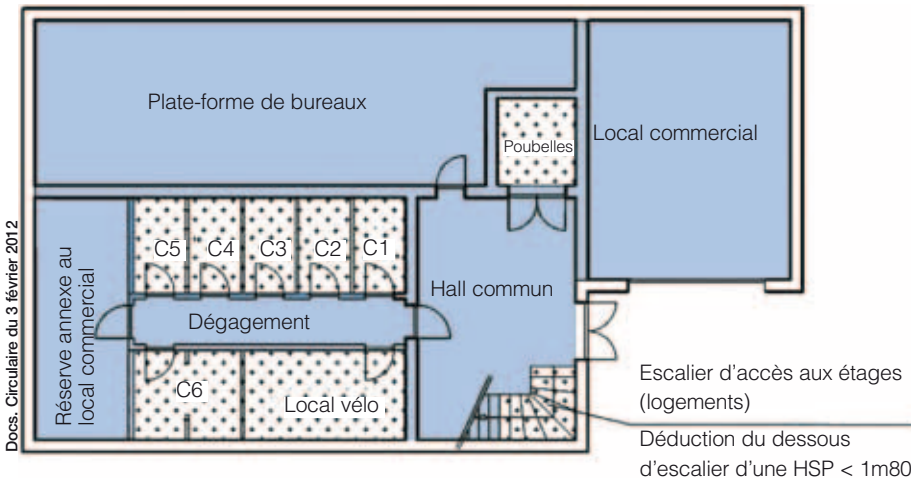 Plate-forme de bureaux
Local commercial
Poubelles
C5
C4
C3
C2
C1
Hall commun
Réserve annexe au
local commercial
Dégagement
C6
Local vélo
Escalier d'accès aux étages
(logements)
Déduction du dessous
d'escalier d'une HSP < 1m80
Docs. Circulaire du 3 février 2012